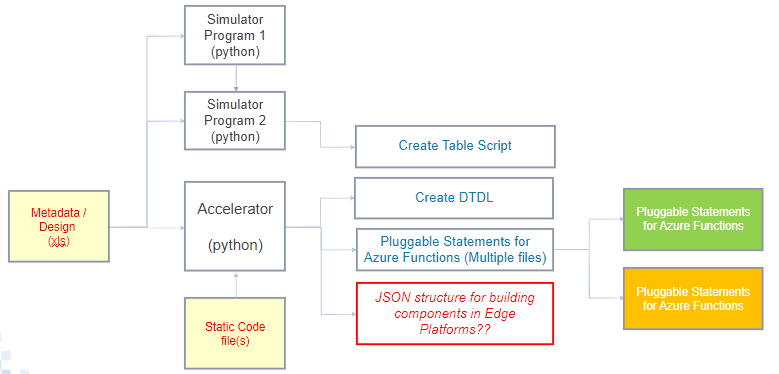 Simulator
Program 1
(python)
Simulator
Program 2
(python)
Create Table Script
Metadata /
Design
(xls)
Accelerator
(python)
Create DTDL
Pluggable Statements for
Azure Functions (Multiple files)
Pluggable Statements
for Azure Functions
Pluggable Statements
for Azure Functions
JSON structure for building
components in Edge
Platforms??
Static Code
file(s)